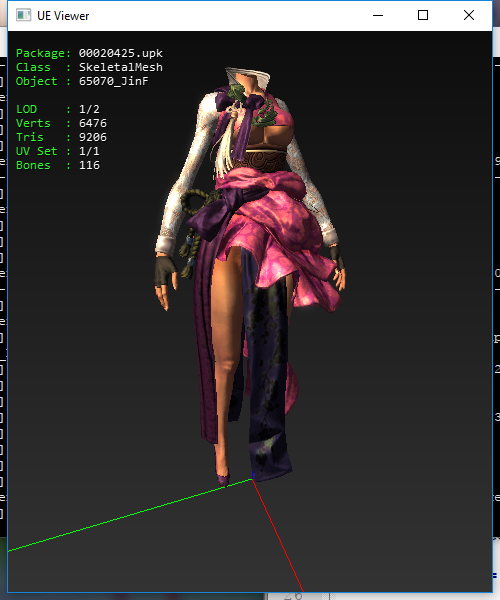 UE Viewer
Package: 00020425.upk
Class : SkeletalMesh
Object : 65070_JinF
LOD : 1/2
Verts : 6476
Tris : 9206
UV Set : 1/1
Bones : 116